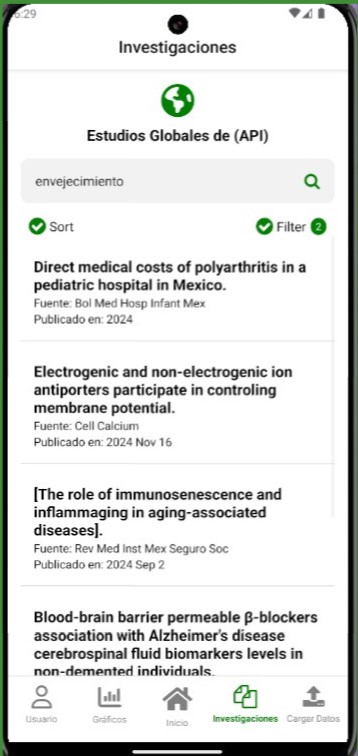 6:29
Investigaciones
Estudios Globales de (API)
envejecimiento
Sort
Filter 2
Direct medical costs of polyarthritis in a
pediatric hospital in Mexico.
Fuente: Bol Med Hosp Infant Mex
Publicado en: 2024
Electrogenic and non-electrogenic ion
antiporters participate in controling
membrane potential.
Fuente: Cell Calcium
Publicado en: 2024 Nov 16
[The role of immunosenescence and
inflammaging in aging-associated
diseases].
Fuente: Rev Med Inst Mex Seguro Soc
Publicado en: 2024 Sep 2
Blood-brain barrier permeable β-blockers
association with Alzheimer's disease
cerebrospinal fluid biomarkers levels in
non-demented individuals.
Usuario
Gráficos
Inicio
Investigaciones
Cargar Datos